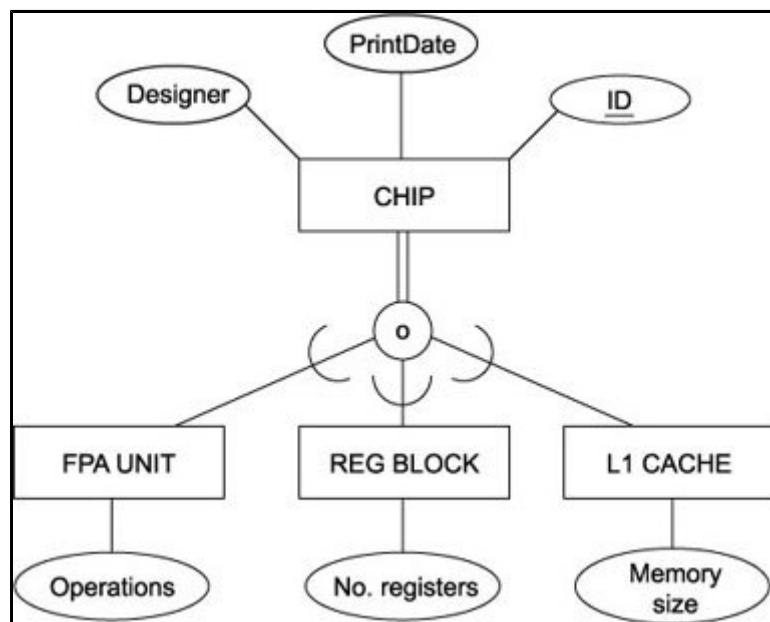 PrintDate
Designer
ID
CHIP
o
FPA UNIT
REG BLOCK
L1 CACHE
Operations
No. registers
Memory
size